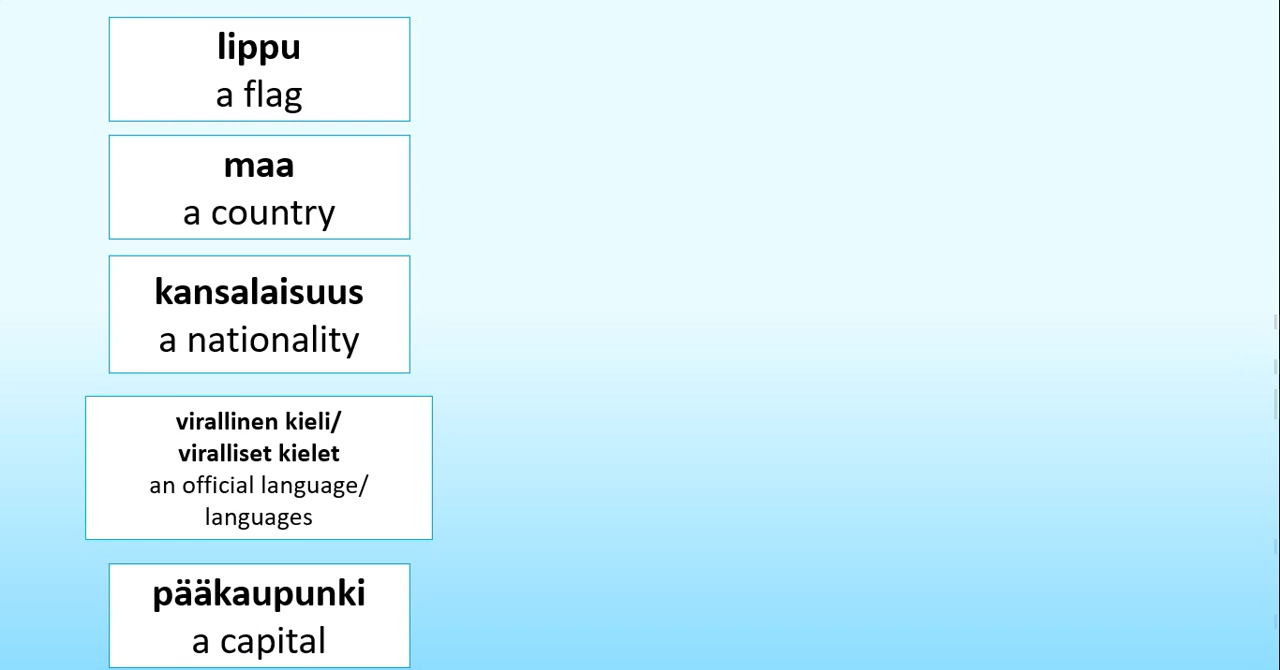 lippu
a flag
maa
a country
kansalaisuus
a nationality
virallinen kieli/
viralliset kielet
an official language/
languages
pääkaupunki
a capital